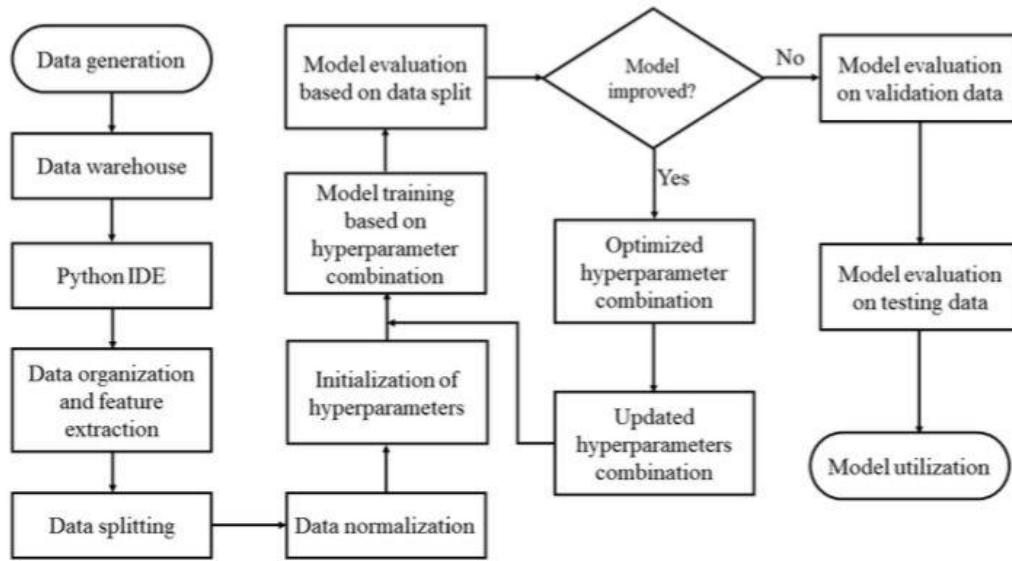 Data generation
Data warehouse
Python IDE
Data organization
and feature
extraction
Data splitting
Data normalization
Initialization of
hyperparameters
Model training
based on
hyperparameter
combination
Model evaluation
based on data split
Model
improved?
Yes
Optimized
hyperparameter
combination
Updated
hyperparameters
combination
No
Model evaluation
on validation data
Model evaluation
on testing data
Model utilization